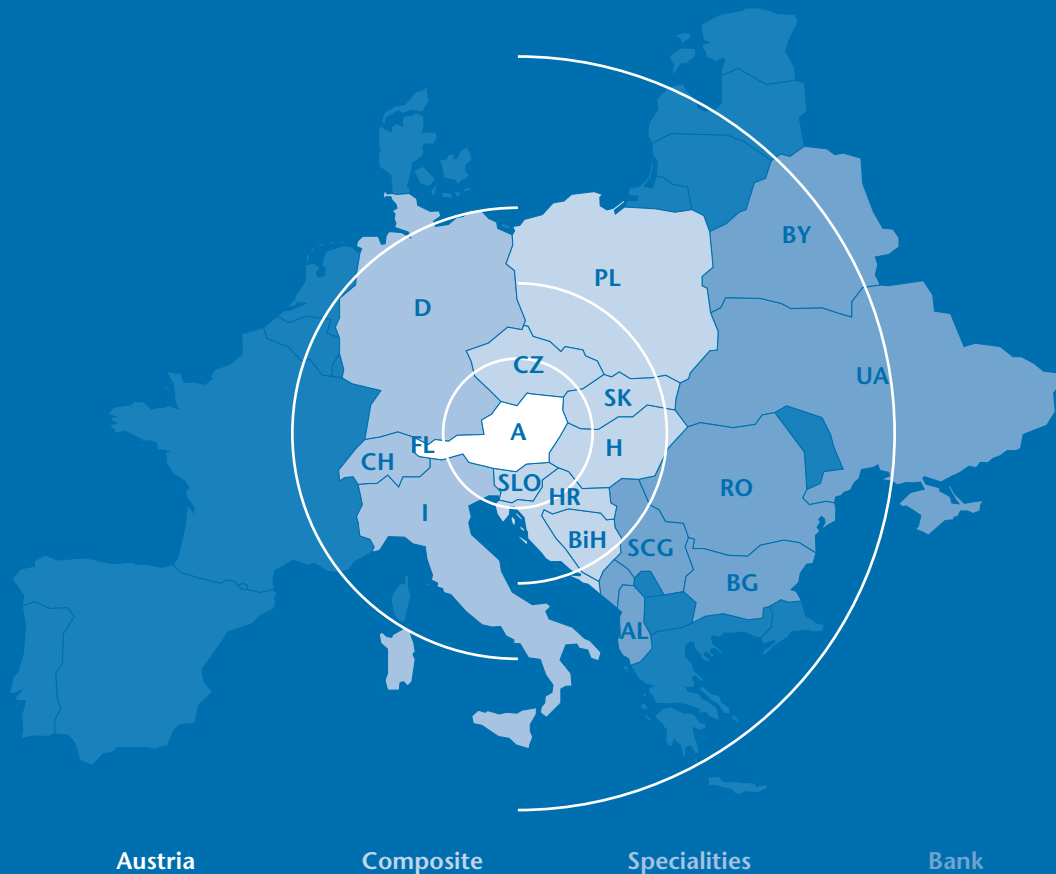 BY
PL
D
CZ
UA
SK
A
FL
H
CH
SLO
RO
HR
I
BiH
SCG
BG
AL
Austria Composite Specialities Bank